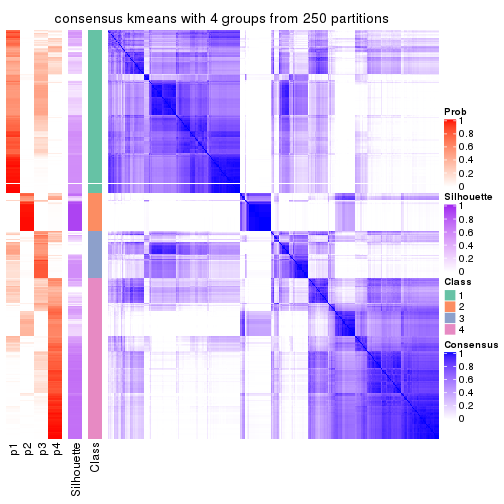 consensus kmeans with 4 groups from 250 partitions
Prob
1
0.8
0.6
0.4
0.2
0
Silhouette
1
0.8
0.6
0.4
0.2
0
Class
1
2
3
4
Consensus
1
0.8
0.6
0.4
0.2
0
p1
p2
p3
p4
Silhouette
Class